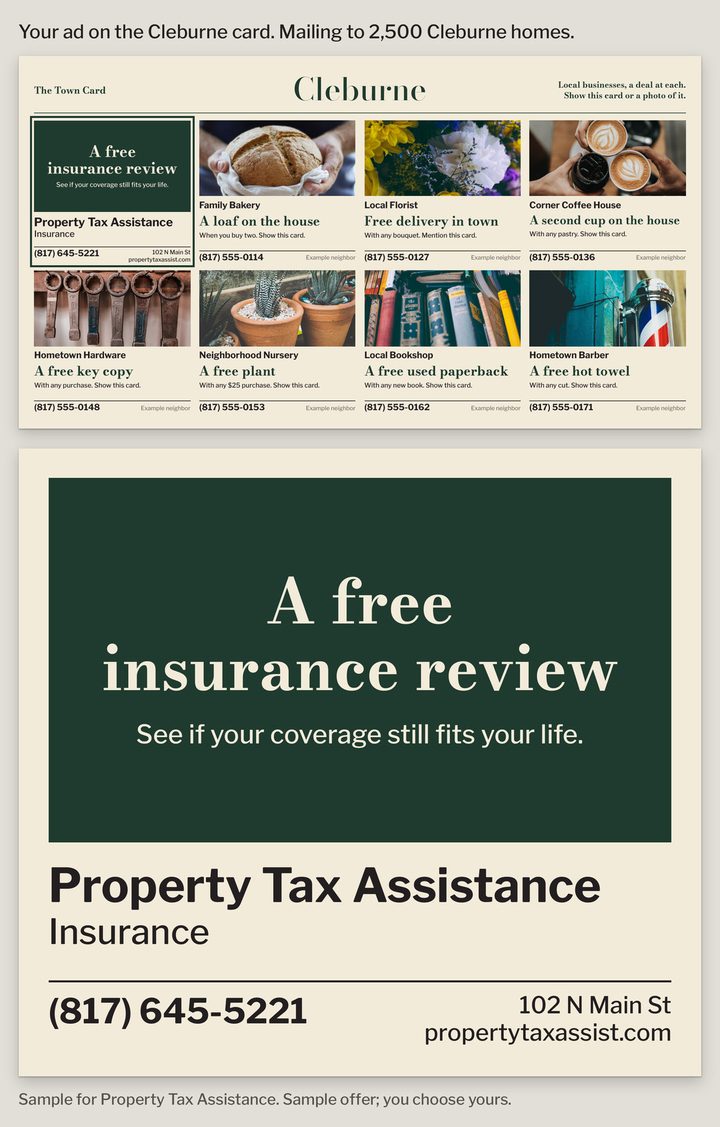 Your ad on the Cleburne card. Mailing to 2,500 Cleburne homes.
The Town Card
Cleburne
Local businesses, a deal at each.
Show this card or a photo of it.
A free
insurance review
See if your coverage still fits your life.
Property Tax Assistance
Insurance
(817) 645-5221
102 N Main St
propertytaxassist.com
Family Bakery
A loaf on the house
When you buy two. Show this card.
(817) 555-0114
Example neighbor
Local Florist
Free delivery in town
With any bouquet. Mention this card.
(817) 555-0127
Example neighbor
Corner Coffee House
A second cup on the house
With any pastry. Show this card.
(817) 555-0136
Example neighbor
Hometown Hardware
A free key copy
With any purchase. Show this card.
(817) 555-0148
Example neighbor
Neighborhood Nursery
A free plant
With any $25 purchase. Show this card.
(817) 555-0153
Example neighbor
Local Bookshop
A free used paperback
With any new book. Show this card.
(817) 555-0162
Example neighbor
Hometown Barber
A free hot towel
With any cut. Show this card.
(817) 555-0171
Example neighbor
A free
insurance review
See if your coverage still fits your life.
Property Tax Assistance
Insurance
(817) 645-5221
102 N Main St
propertytaxassist.com
Sample for Property Tax Assistance. Sample offer; you choose yours.